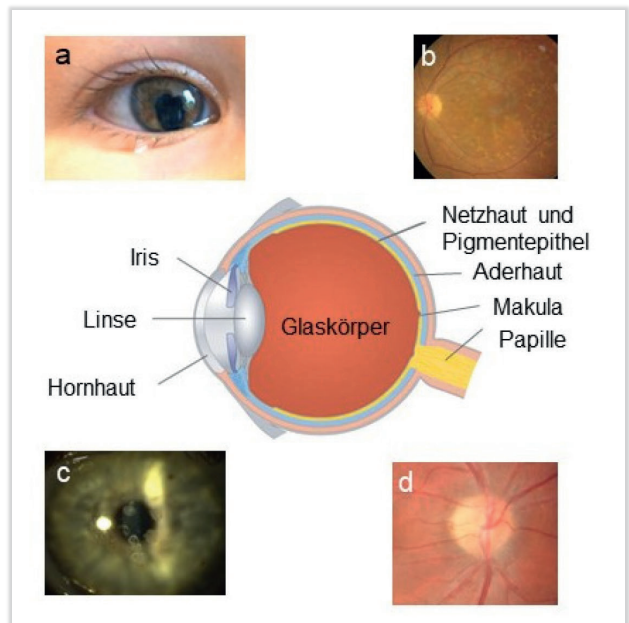 a
b
Netzhaut und
Pigmentepithel
Aderhaut
Iris
Makula
Linse
Glaskörper
Papille
Hornhaut
c
d